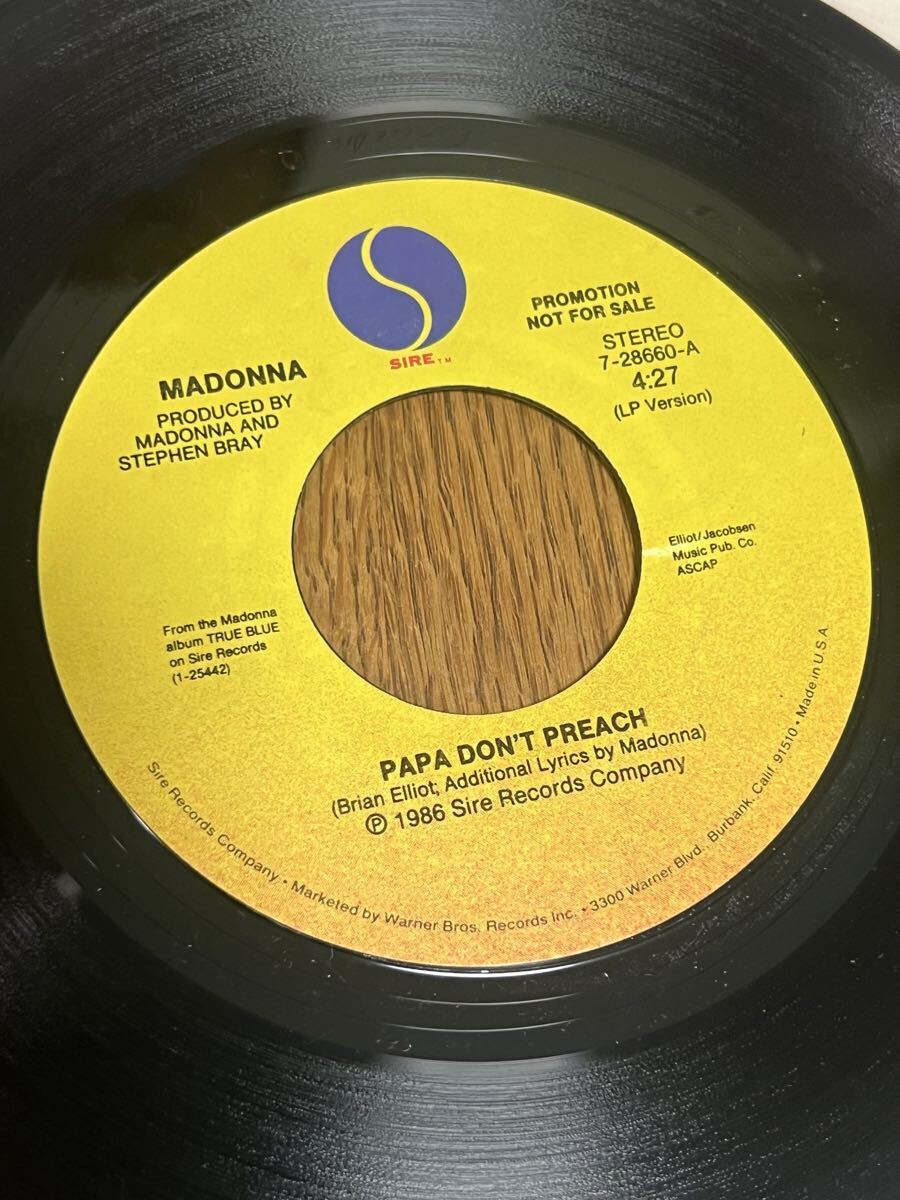 SIRE™
PROMOTION
NOT FOR SALE
STEREO
7-28660-A
4:27
(LP Version)
MADONNA
PRODUCED BY
MADONNA AND
STEPHEN BRAY
Elliot/Jacobsen
Music Pub. Co.
ASCAP
From the Madonna
album TRUE BLUE
on Sire Records
(1-25442)
PAPA DON'T PREACH
(Brian Elliot; Additional Lyrics by Madonna)
℗ 1986 Sire Records Company
Sire Records Company • Marketed by Warner Bros. Records Inc. • 3300 Warner Blvd., Burbank, Calif. 91510 • Made in U.S.A.